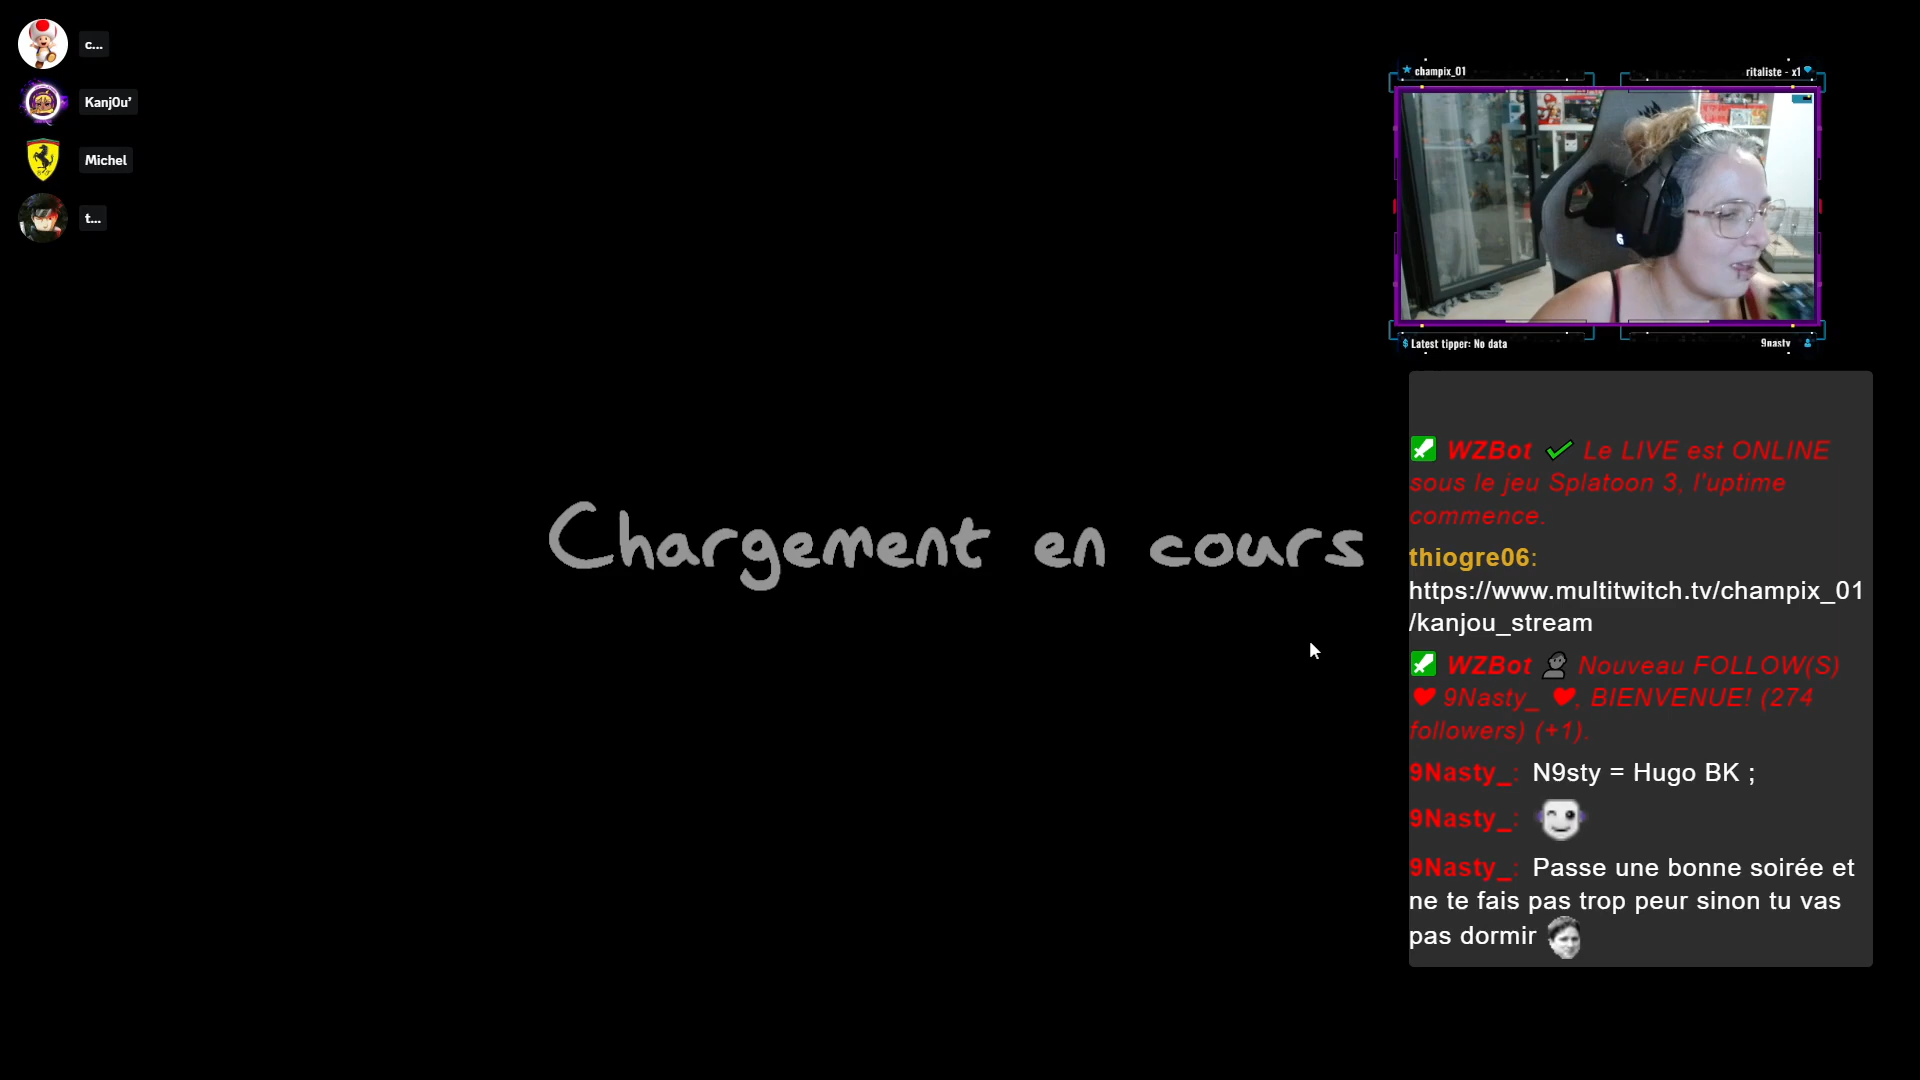 c...
KanjOu'
Michel
t...
champix_01
ritaliste - x1
Latest tipper: No data
9nasty
Chargement en cours
WZBot ✔ Le LIVE est ONLINE
sous le jeu Splatoon 3, l'uptime
commence.
thiogre06:
https://www.multitwitch.tv/champix_01
/kanjou_stream
WZBot 👤 Nouveau FOLLOW(S)
♥ 9Nasty_ ♥, BIENVENUE! (274
followers) (+1).
9Nasty_: N9sty = Hugo BK ;
9Nasty_:
9Nasty_: Passe une bonne soirée et
ne te fais pas trop peur sinon tu vas
pas dormir